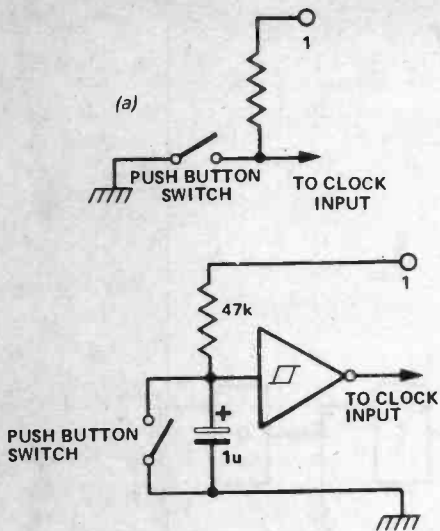 1
(a)
PUSH BUTTON
SWITCH
TO CLOCK
INPUT
1
47k
+
TO CLOCK
INPUT
PUSH BUTTON
SWITCH
1u